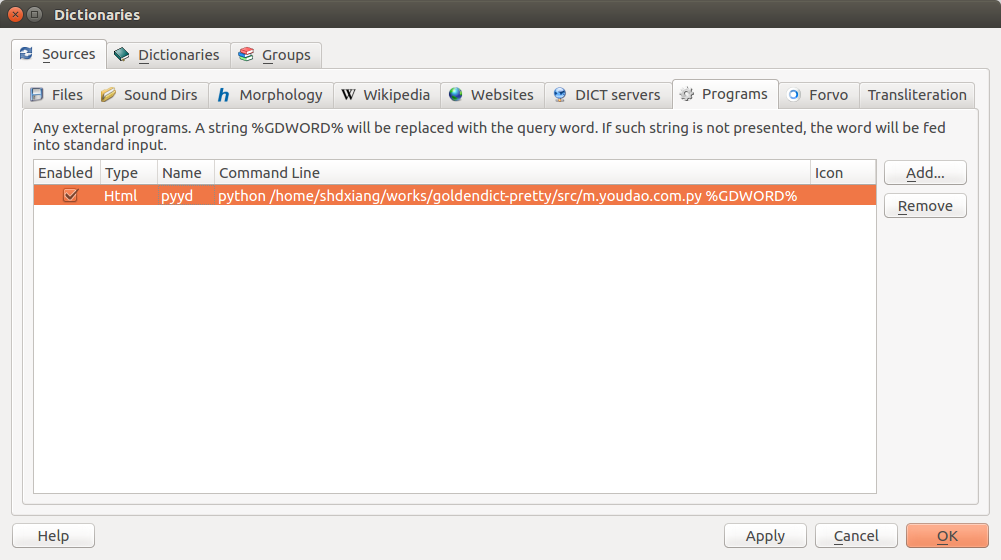 Dictionaries
Sources Dictionaries Groups
Files Sound Dirs Morphology Wikipedia Websites DICT servers Programs Forvo Transliteration
Any external programs. A string %GDWORD% will be replaced with the query word. If such string is not presented, the word will be fed
into standard input.
Enabled Type Name Command Line Icon
Html pyyd python /home/shdxiang/works/goldendict-pretty/src/m.youdao.com.py %GDWORD%
Add...
Remove
Help Apply Cancel OK